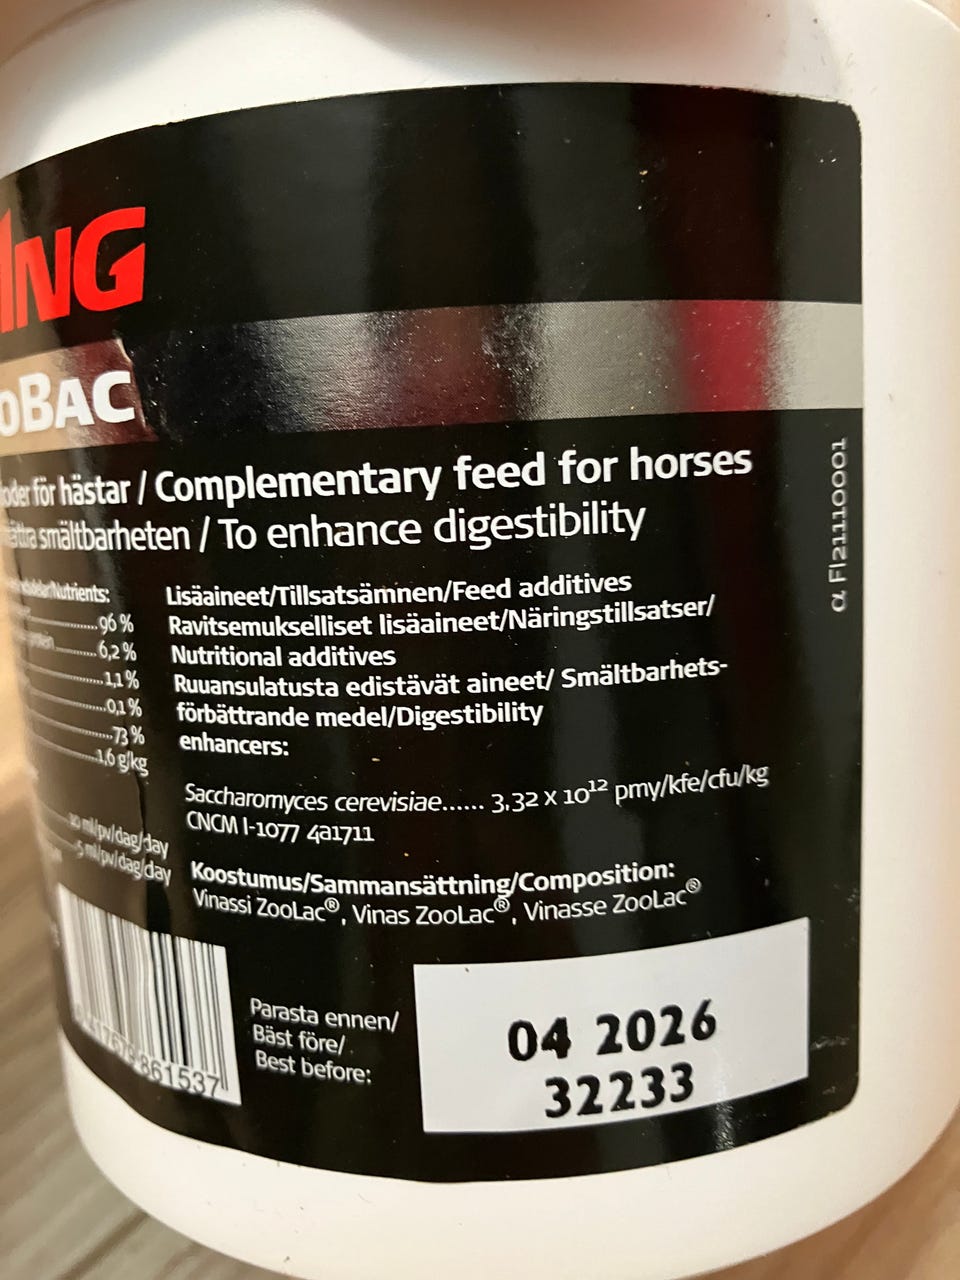 NG
oBAC
för hästar / Complementary feed for horses
smältbarheten / To enhance digestibility
/Nutrients:
96 %
6,2 %
1,1 %
0,1 %
73 %
1,6 g/kg
10 ml/pv/dag/day
5 ml/pv/dag/day
Lisäaineet/Tillsatsämnen/Feed additives
Ravitsemukselliset lisäaineet/Näringstillsatser/
Nutritional additives
Ruuansulatusta edistävät aineet/ Smältbarhets-
förbättrande medel/Digestibility
enhancers:
Saccharomyces cerevisiae...... 3,32 x 10¹² pmy/kfe/cfu/kg
CNCM I-1077 4a1711
Koostumus/Sammansättning/Composition:
Vinassi ZooLac®, Vinas ZooLac®, Vinasse ZooLac®
861537
Parasta ennen/
Bäst före/
Best before:
04 2026
32233
α FI21110001